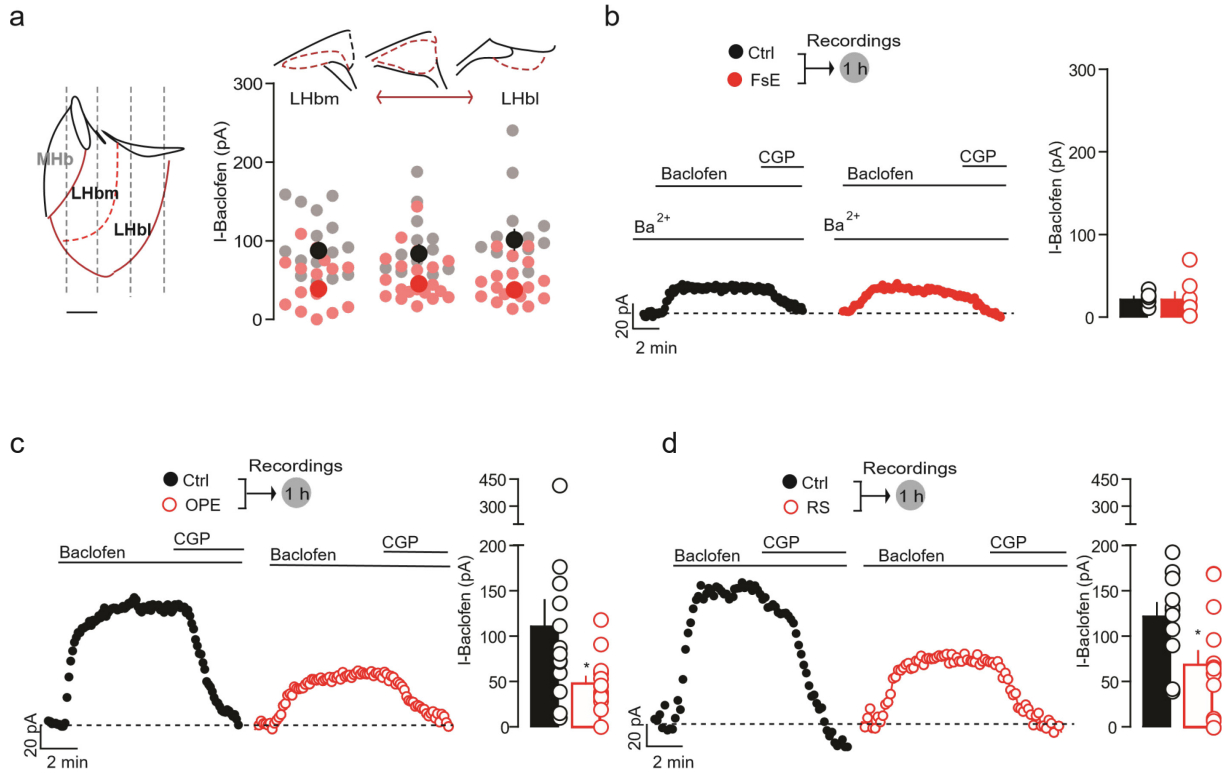 a
MHb
LHbm
LHbl
I-Baclofen (pA)
300
200
100
0
LHbm
LHbl
b
Ctrl
FsE
Recordings
1 h
CGP
Baclofen
Ba2+
CGP
Baclofen
Ba2+
20 pA
2 min
I-Baclofen (pA)
300
200
100
0
c
Ctrl
OPE
Recordings
1 h
CGP
Baclofen
CGP
Baclofen
20 pA
2 min
I-Baclofen (pA)
450
300
200
150
100
50
0
*
d
Ctrl
RS
Recordings
1 h
CGP
Baclofen
CGP
Baclofen
20 pA
2 min
I-Baclofen (pA)
450
300
200
150
100
50
0
*